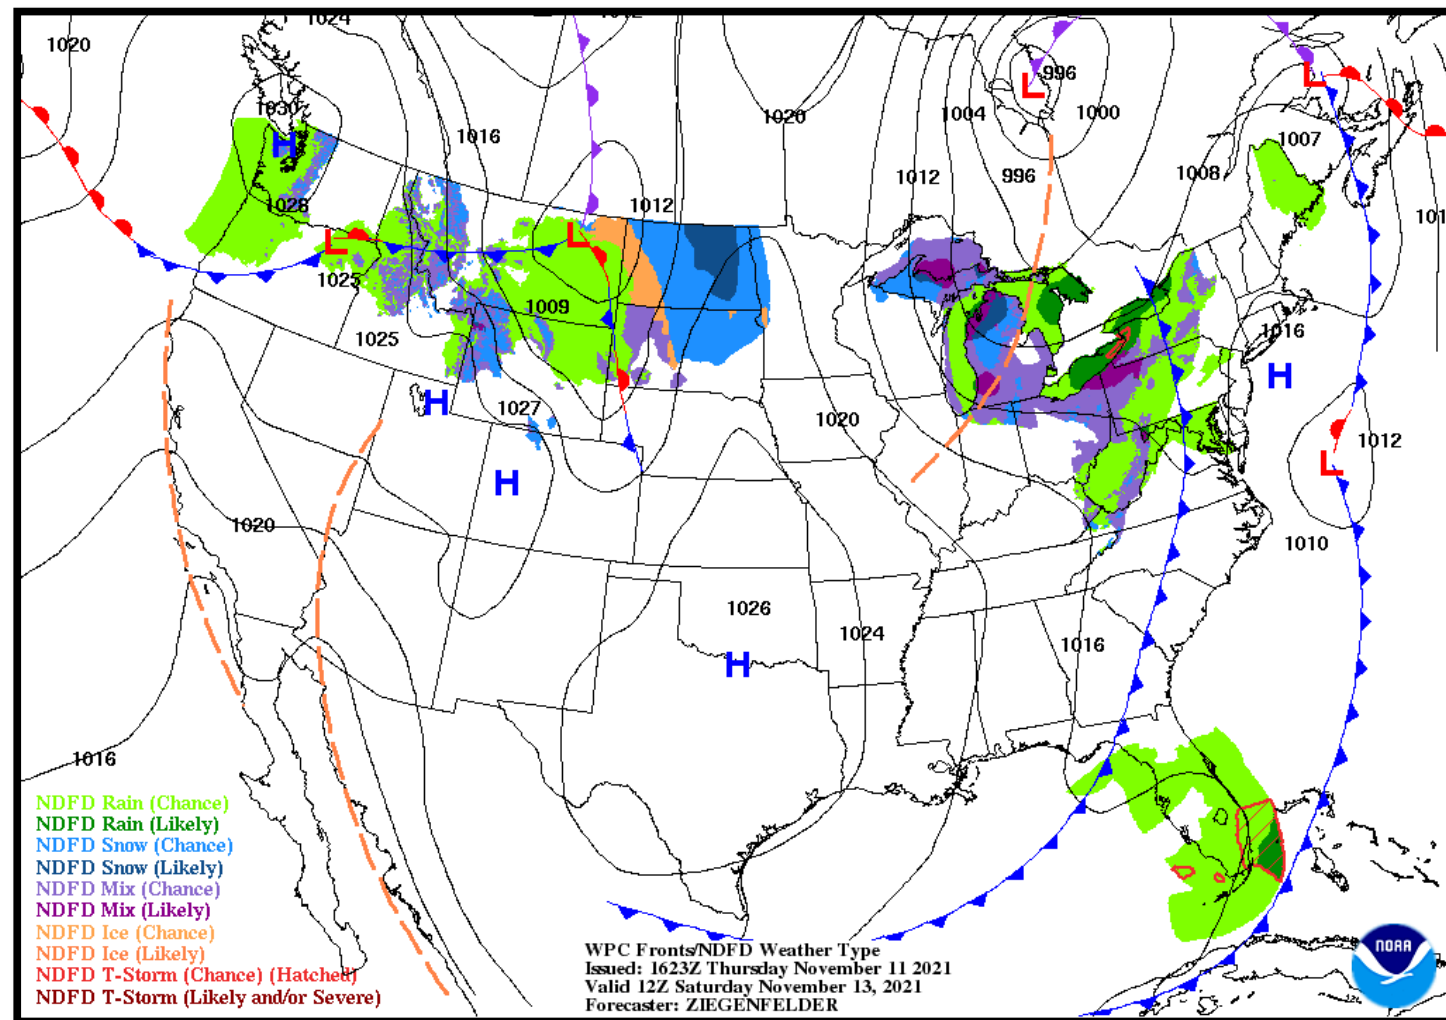 1024
1012
1020
996
1030
1020
1004
1000
L
L
1016
1007
H
996
1008
1012
1028
1012
101
L
L
1025
1009
1016
1025
H
H
1027
1020
1012
L
H
1020
1010
1026
1024
1016
H
1016
NDFD Rain (Chance)
NDFD Rain (Likely)
NDFD Snow (Chance)
NDFD Snow (Likely)
NDFD Mix (Chance)
NDFD Mix (Likely)
NDFD Ice (Chance)
NDFD Ice (Likely)
NDFD T-Storm (Chance) (Hatched)
NDFD T-Storm (Likely and/or Severe)
WPC Fronts/NDFD Weather Type
Issued: 1623Z Thursday November 11 2021
Valid 12Z Saturday November 13, 2021
Forecaster: ZIEGENFELDER
NOAA